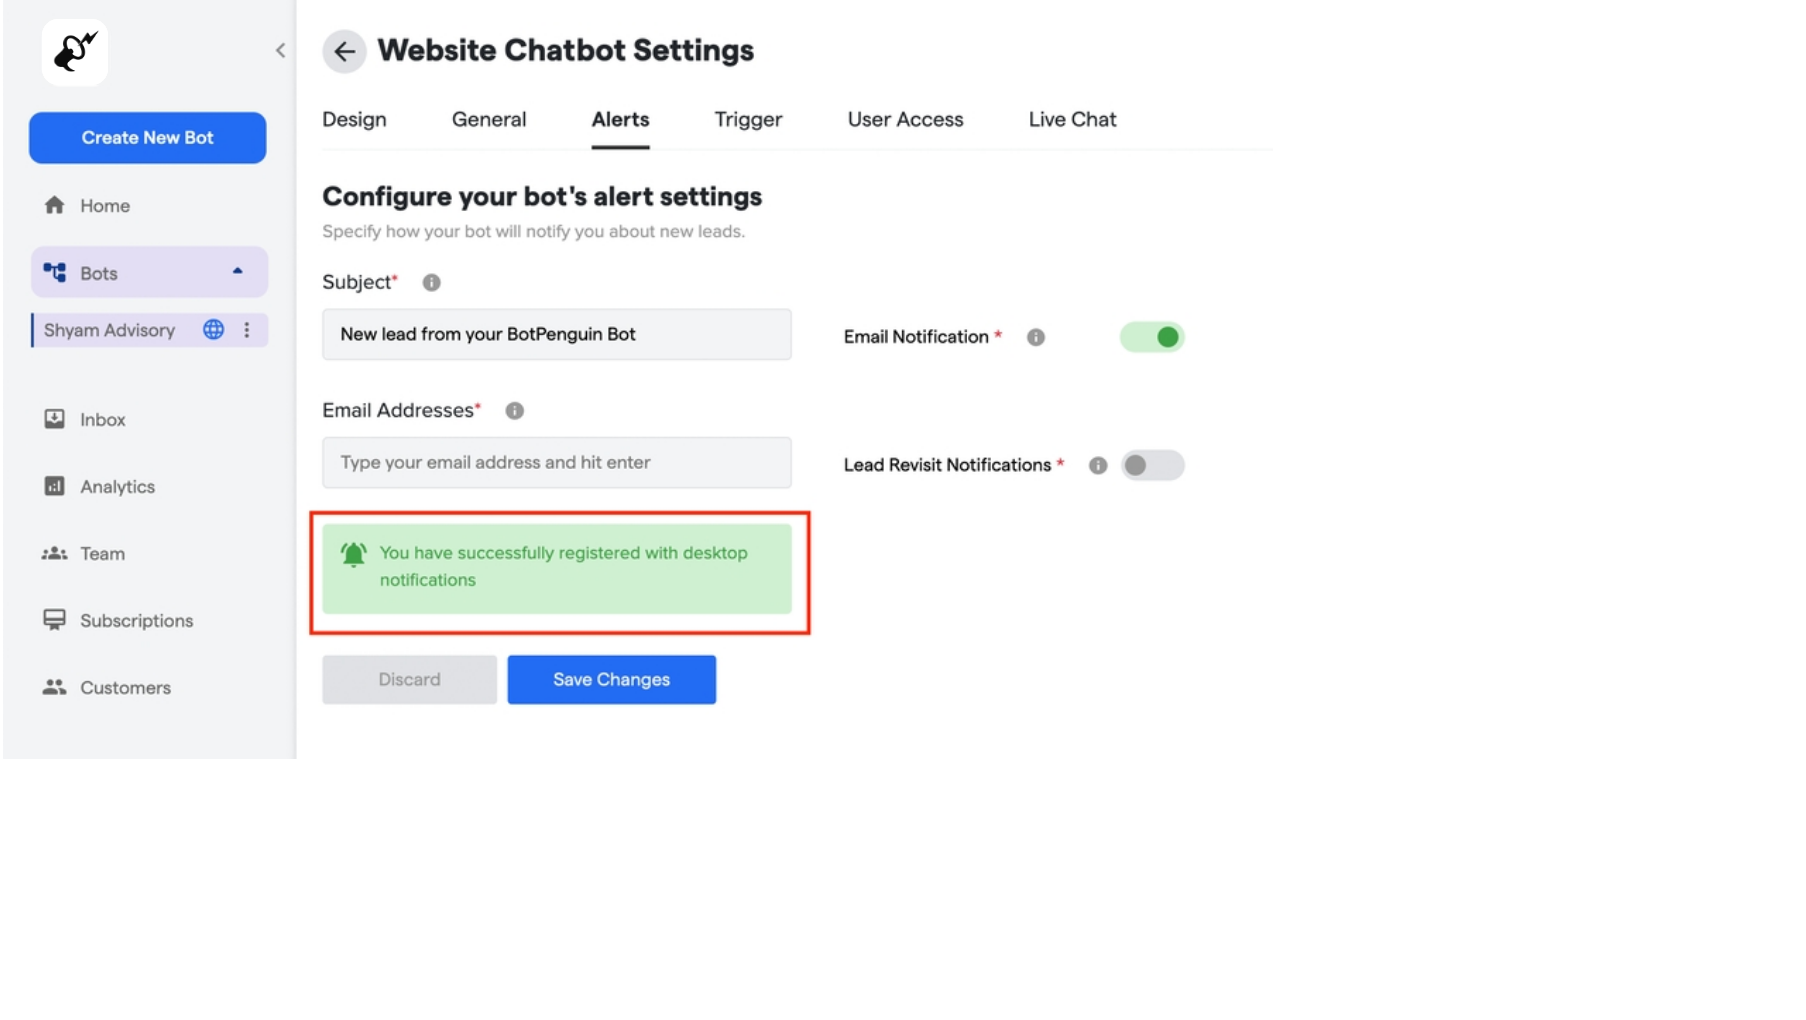 Website Chatbot Settings
Create New Bot
Home
Bots
Shyam Advisory
Inbox
Analytics
Team
Subscriptions
Customers
Design General Alerts Trigger User Access Live Chat
Configure your bot's alert settings
Specify how your bot will notify you about new leads.
Subject*
New lead from your BotPenguin Bot
Email Notification *
Email Addresses*
Type your email address and hit enter
Lead Revisit Notifications *
You have successfully registered with desktop
notifications
Discard Save Changes